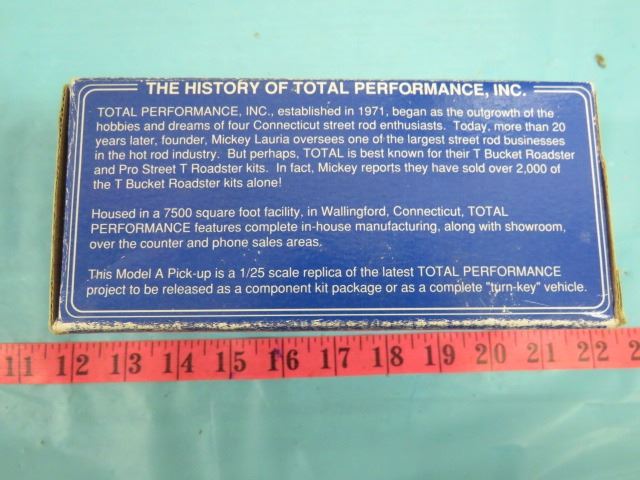 THE HISTORY OF TOTAL PERFORMANCE, INC.
TOTAL PERFORMANCE, INC., established in 1971, began as the outgrowth of the
hobbies and dreams of four Connecticut street rod enthusiasts. Today, more than 20
years later, founder, Mickey Lauria oversees one of the largest street rod businesses
in the hot rod industry. But perhaps, TOTAL is best known for their T Bucket Roadster
and Pro Street T Roadster kits. In fact, Mickey reports they have sold over 2,000 of
the T Bucket Roadster kits alone!
Housed in a 7500 square foot facility, in Wallingford, Connecticut, TOTAL
PERFORMANCE features complete in-house manufacturing, along with showroom,
over the counter and phone sales areas.
This Model A Pick-up is a 1/25 scale replica of the latest TOTAL PERFORMANCE
project to be released as a component kit package or as a complete "turn-key" vehicle.
11 12 13 14 15 16 17 18 19 20 21 22 2